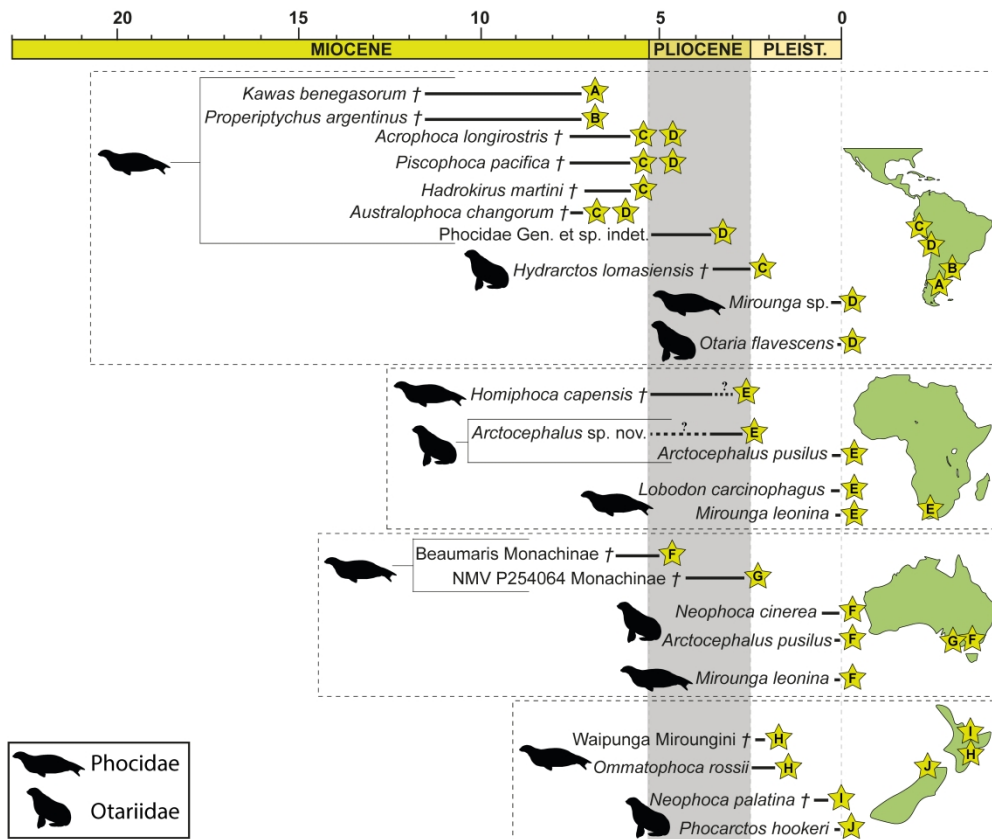 20 15 10 5 0
MIOCENE PLIOCENE PLEIST.
Kawas benegasorum † A
Properiptychus argentinus † B
Acrophoca longirostris † C D
Piscophoca pacifica † C D
Hadrokirus martini † C
Australophoca changorum † C D
Phocidae Gen. et sp. indet. D
Hydrarctos lomasiensis † C
Mirounga sp. D
Otaria flavescens D
C
D
B
A
Homiphoca capensis † ? E
Arctocephalus sp. nov. ? E
Arctocephalus pusilus E
Lobodon carcinophagus E
Mirounga leonina E
E
Beaumaris Monachinae † F
NMV P254064 Monachinae † G
Neophoca cinerea F
Arctocephalus pusilus F
Mirounga leonina F
G F
Waipunga Miroungini † H
Ommatophoca rossii H
Neophoca palatina † I
Phocarctos hookeri J
I
H
J
Phocidae
Otariidae